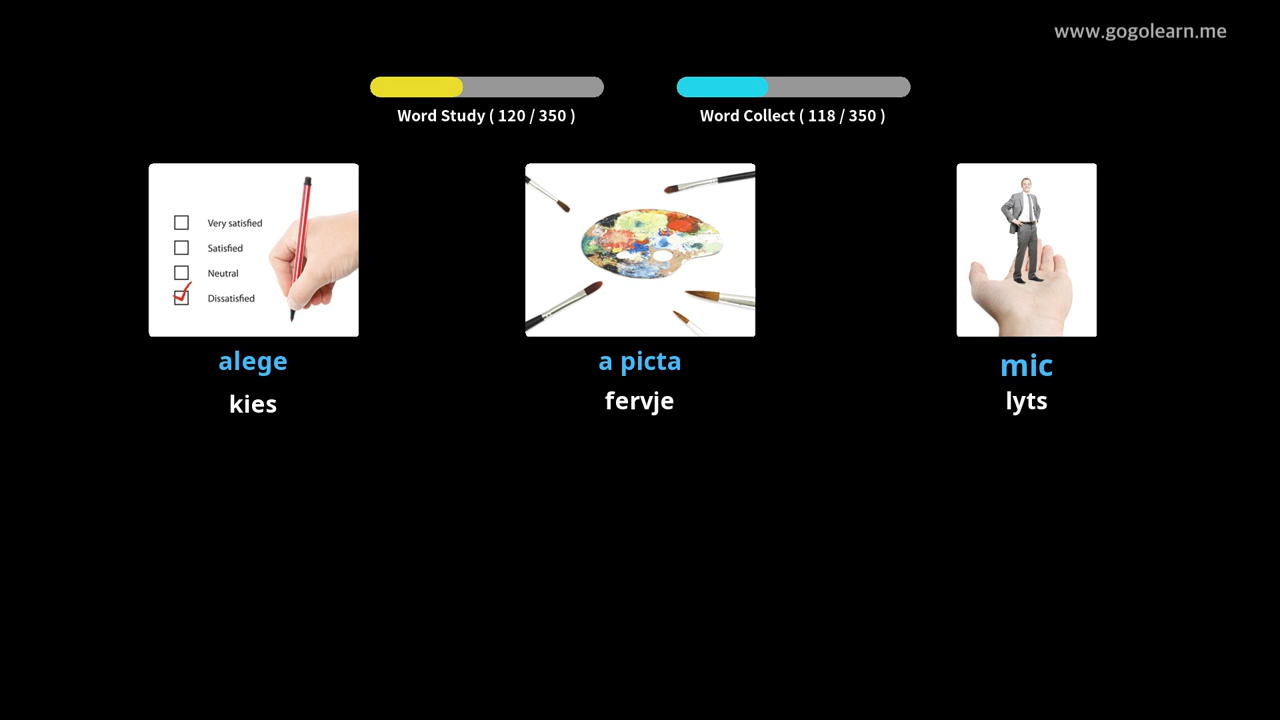 www.gogolearn.me
Word Study ( 120 / 350 )
Word Collect ( 118 / 350 )
Very satisfied
Satisfied
Neutral
Dissatisfied
alege
a picta
mic
kies
fervje
lyts